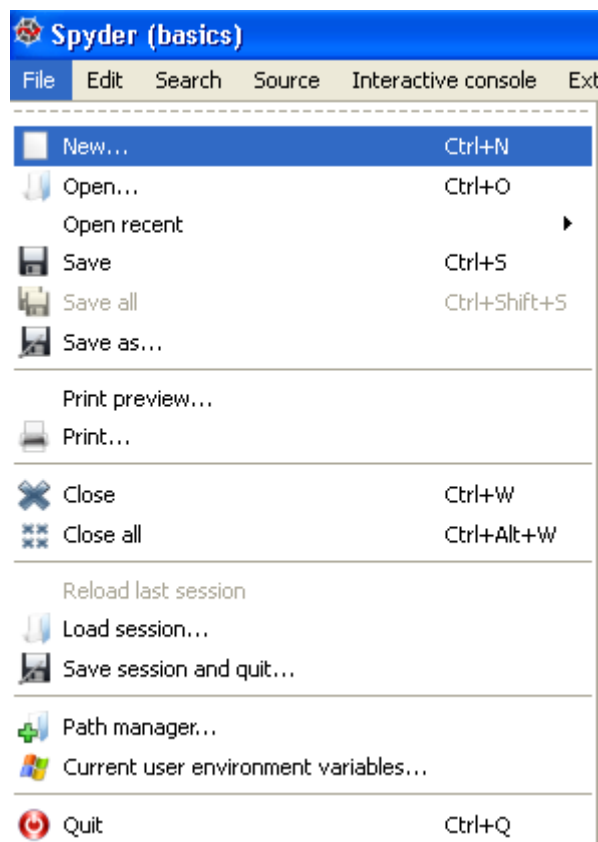 Spyder (basics)
File Edit Search Source Interactive console Ext
New... Ctrl+N
Open... Ctrl+O
Open recent
Save Ctrl+S
Save all Ctrl+Shift+S
Save as...
Print preview...
Print...
Close Ctrl+W
Close all Ctrl+Alt+W
Reload last session
Load session...
Save session and quit...
Path manager...
Current user environment variables...
Quit Ctrl+Q